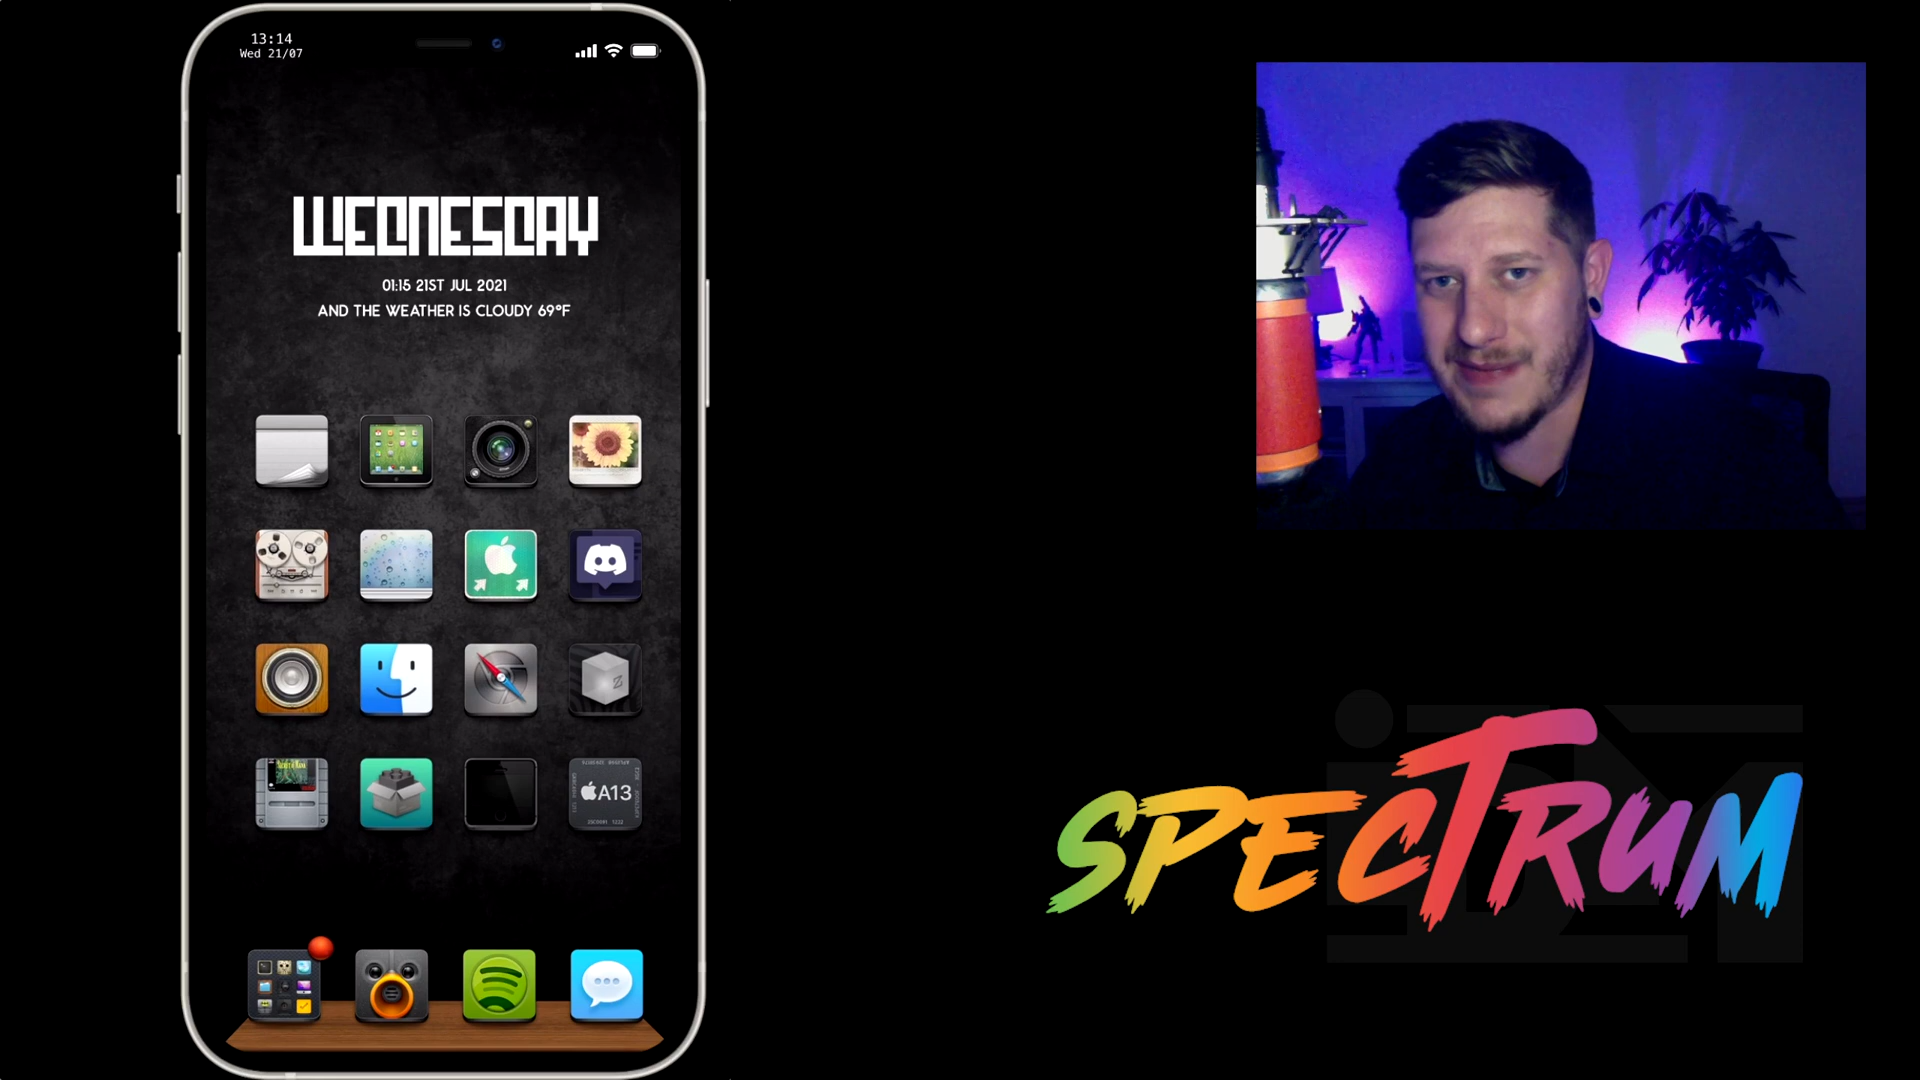 13:14
Wed 21/07
WEDNESDAY
01:15 21ST JUL 2021
AND THE WEATHER IS CLOUDY 69°F
Z
A13
SPECTRUM
iDM